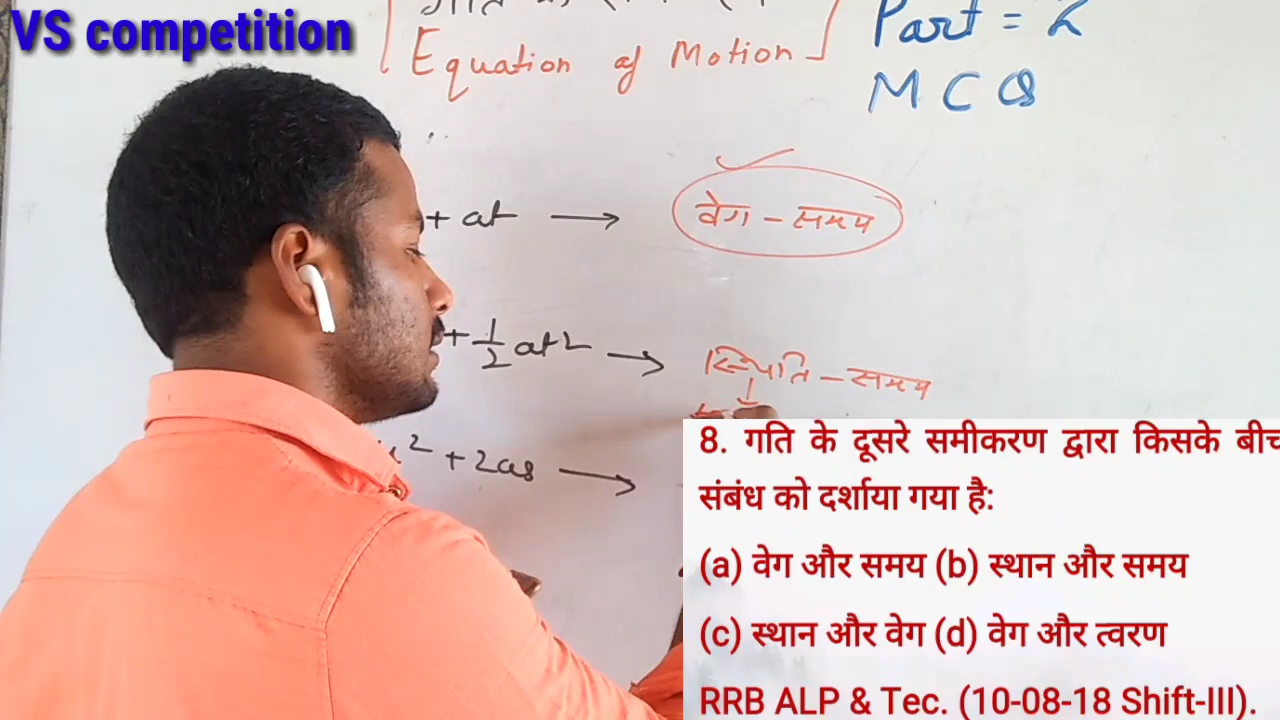 VS competition
Equation of Motion
Part = 2
MCQ
+ at → वेग - समय
+ 1/2 at2 → स्थिति - समय
2 + 2as →
8. गति के दूसरे समीकरण द्वारा किसके बीच
संबंध को दर्शाया गया है:
(a) वेग और समय (b) स्थान और समय
(c) स्थान और वेग (d) वेग और त्वरण
RRB ALP & Tec. (10-08-18 Shift-III).